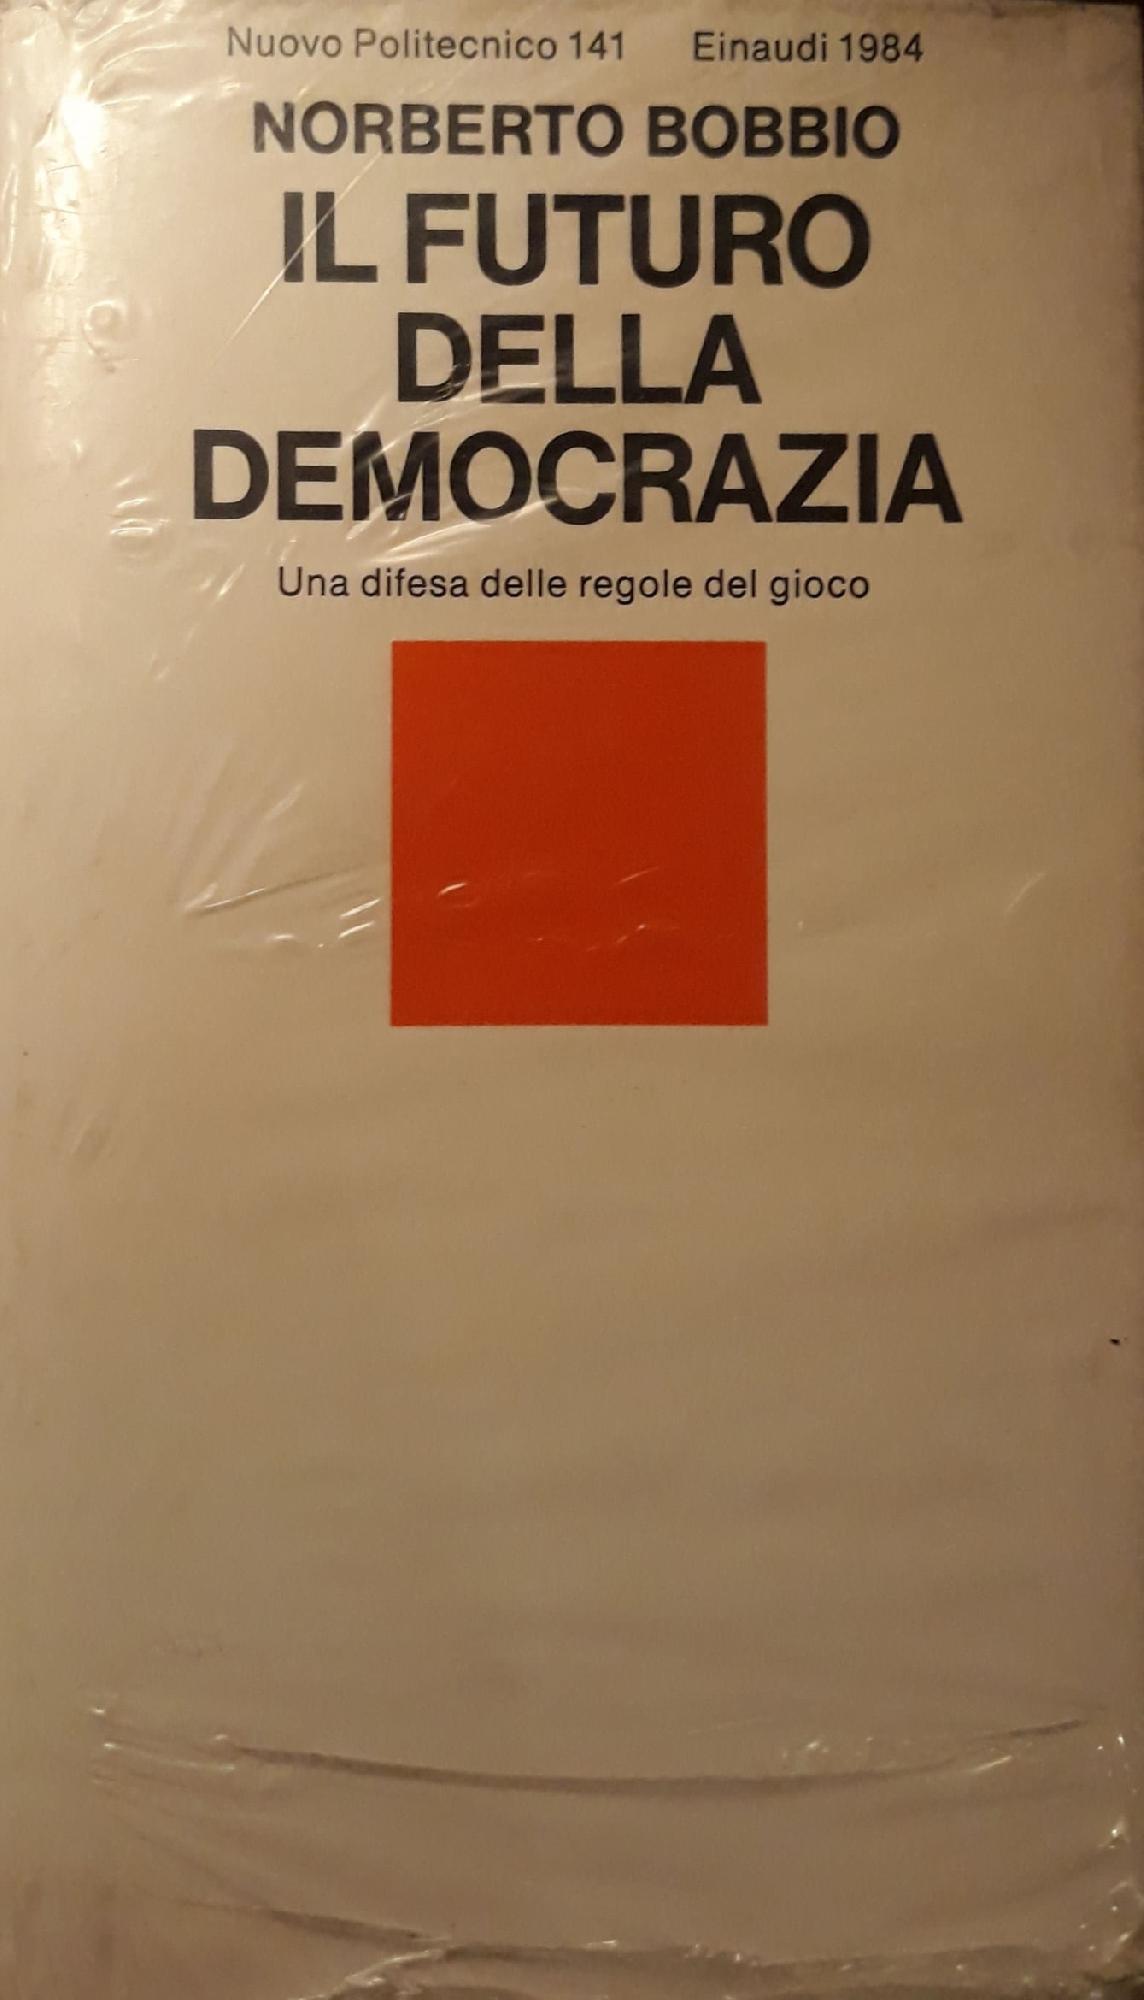 Nuovo Politecnico 141 Einaudi 1984
NORBERTO BOBBIO
IL FUTURO
DELLA
DEMOCRAZIA
Una difesa delle regole del gioco